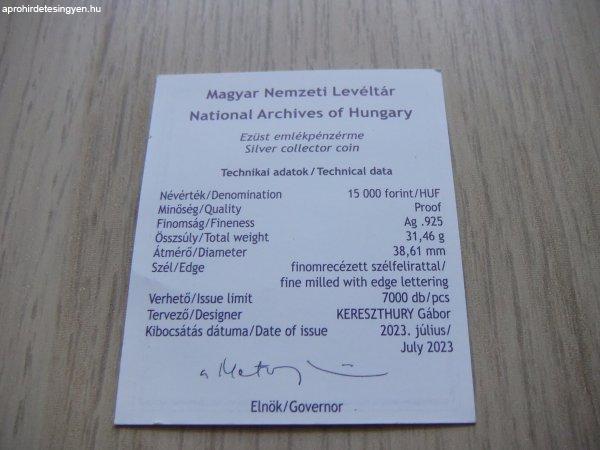 aprohirdetesingyen.hu
Magyar Nemzeti Levéltár
National Archives of Hungary
Ezüst emlékpénzérme
Silver collector coin
Technikai adatok/Technical data
Névérték/Denomination 15 000 forint/HUF
Minőség/Quality Proof
Finomság/Fineness Ag .925
Összsúly/Total weight 31,46 g
Átmérő/Diameter 38,61 mm
Szél/Edge finomrecézett szélfelirattal/
fine milled with edge lettering
Verhető/Issue limit 7000 db/pcs
Tervező/Designer KERESZTHURY Gábor
Kibocsátás dátuma/Date of issue 2023. július/
July 2023
Elnök/Governor